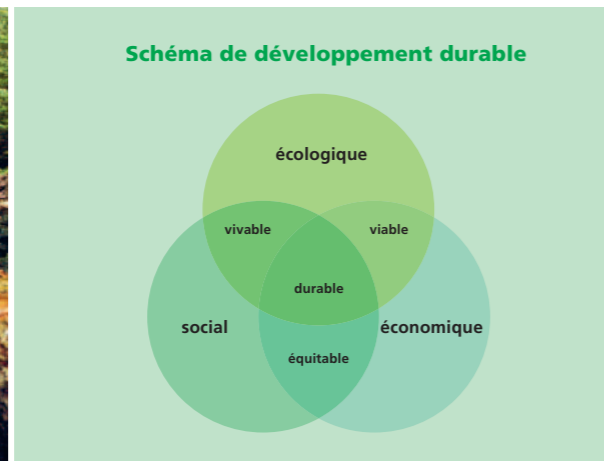 Schéma de développement durable
écologique
vivable
viable
durable
social
économique
équitable